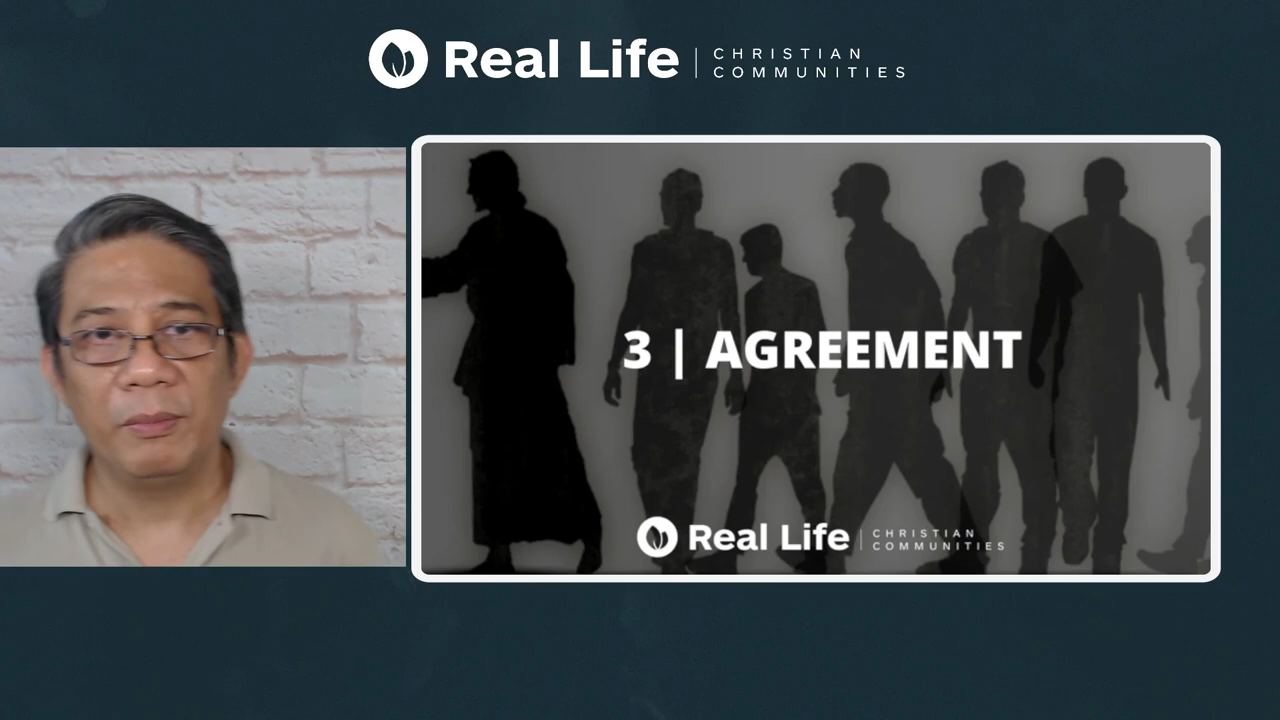 Real Life | CHRISTIAN
COMMUNITIES
3 | AGREEMENT
Real Life | CHRISTIAN
COMMUNITIES